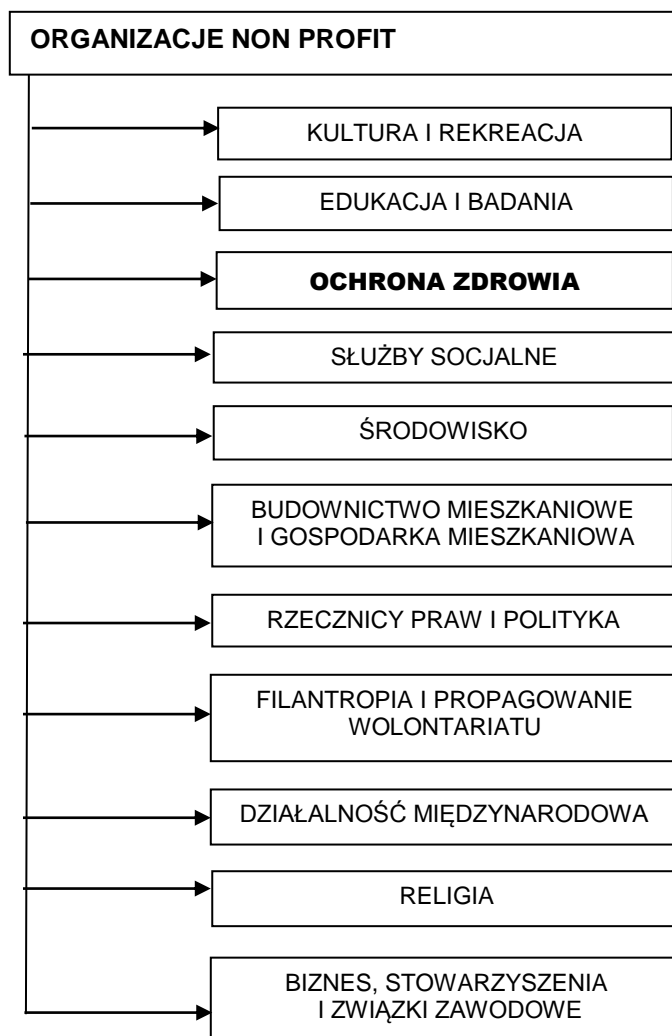 ORGANIZACJE NON PROFIT
KULTURA I REKREACJA
EDUKACJA I BADANIA
OCHRONA ZDROWIA
SŁUŻBY SOCJALNE
ŚRODOWISKO
BUDOWNICTWO MIESZKANIOWE
I GOSPODARKA MIESZKANIOWA
RZECZNICY PRAW I POLITYKA
FILANTROPIA I PROPAGOWANIE
WOLONTARIATU
DZIAŁALNOŚĆ MIĘDZYNARODOWA
RELIGIA
BIZNES, STOWARZYSZENIA
I ZWIĄZKI ZAWODOWE